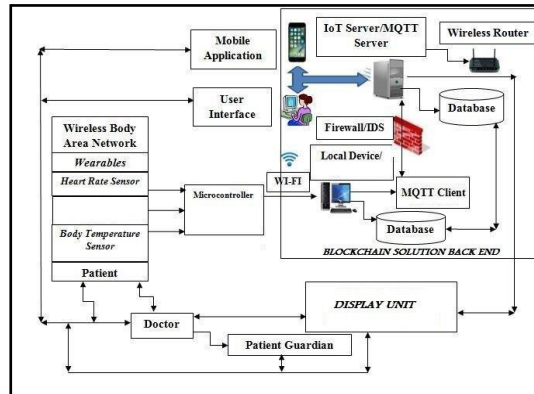 Mobile
Application
User
Interface
Wireless Body
Area Network
Wearables
Heart Rate Sensor
Body Temperature
Sensor
Patient
Microcontroller
WI-FI
IoT Server/MQTT
Server
Wireless Router
Database
Firewall/IDS
Local Device/
MQTT Client
Database
BLOCKCHAIN SOLUTION BACK END
DISPLAY UNIT
Doctor
Patient Guardian